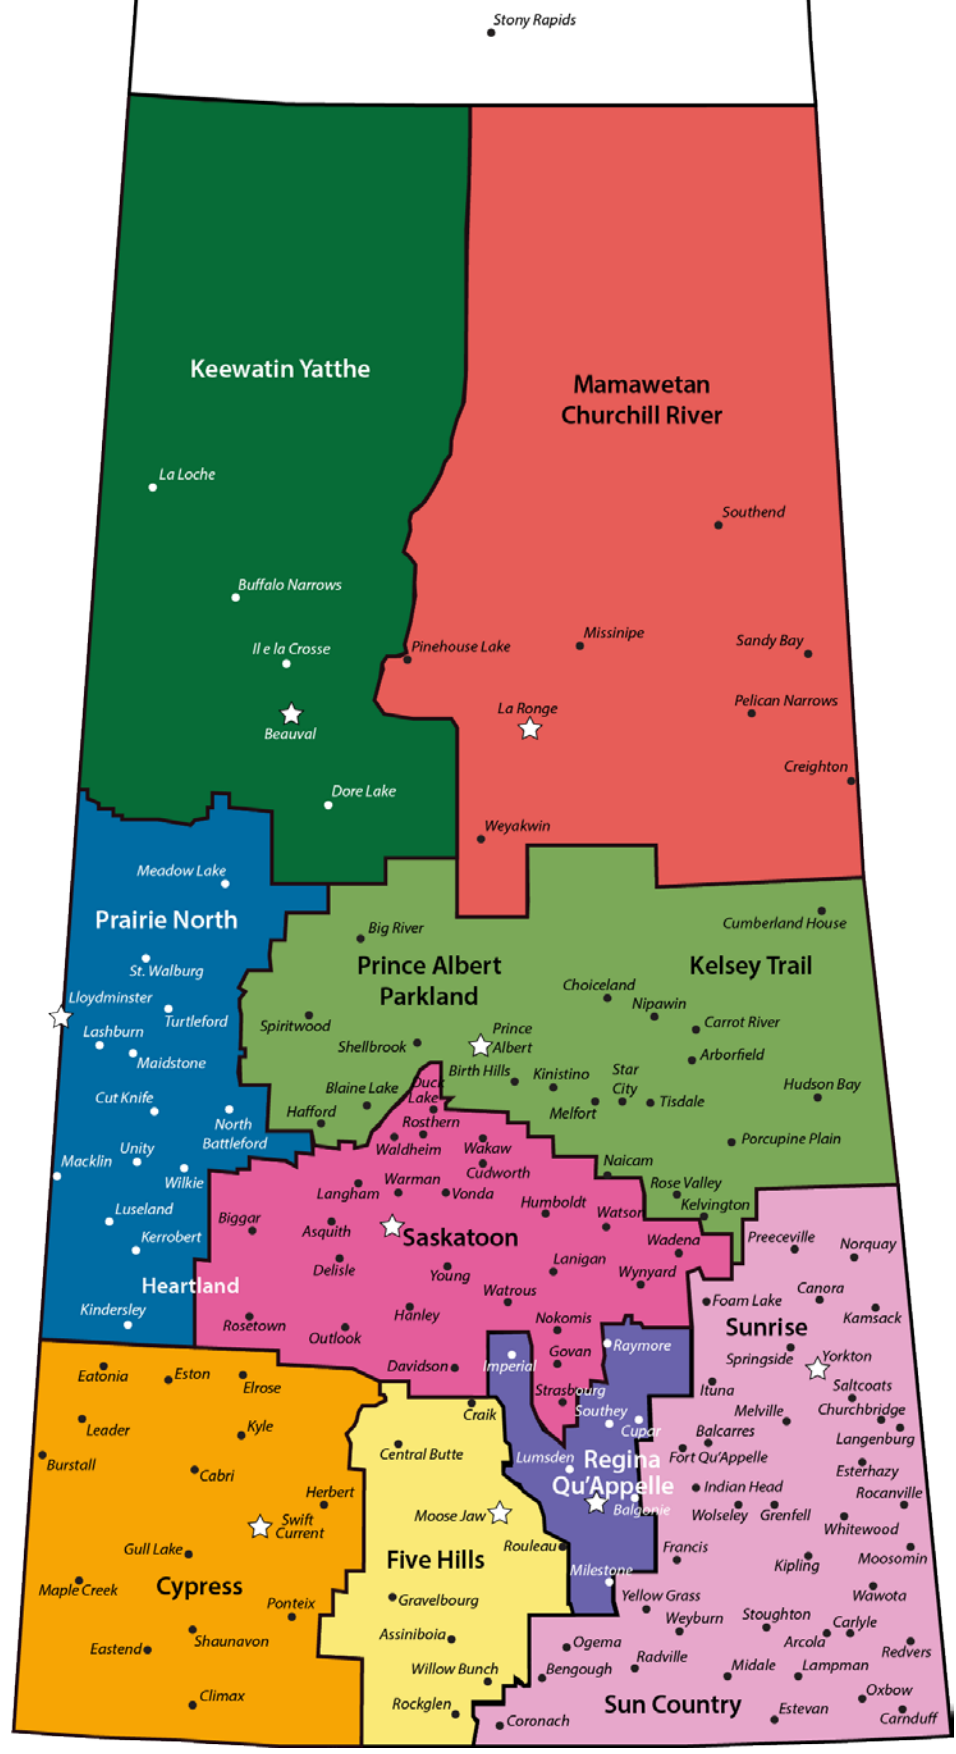 Stony Rapids
Keewatin Yatthe
Mamawetan
Churchill River
La Loche
Southend
Buffalo Narrows
Missinipe
Sandy Bay
Il e la Crosse
Pinehouse Lake
Pelican Narrows
La Ronge
Beauval
Creighton
Dore Lake
Weyakwin
Meadow Lake
Prairie North
Cumberland House
Big River
St. Walburg
Prince Albert
Parkland
Kelsey Trail
Choiceland
Lloydminster
Nipawin
Turtleford
Spiritwood
Carrot River
Lashburn
Prince
Albert
Shellbrook
Maidstone
Arborfield
Birth Hills
Kinistino
Star
City
Hudson Bay
Blaine Lake
Duck
Lake
Cut Knife
Tisdale
Hafford
Melfort
Rosthern
North
Battleford
Porcupine Plain
Unity
Waldheim
Wakaw
Macklin
Naicam
Cudworth
Wilkie
Warman
Rose Valley
Langham
Vonda
Humboldt
Kelvington
Luseland
Biggar
Watson
Asquith
Saskatoon
Kerrobert
Wadena
Preeceville
Norquay
Lanigan
Delisle
Young
Wynyard
Heartland
Watrous
Canora
Foam Lake
Kindersley
Hanley
Kamsack
Rosetown
Nokomis
Sunrise
Outlook
Raymore
Govan
Springside
Yorkton
Davidson
Imperial
Eatonia
Eston
Elrose
Strasbourg
Ituna
Saltcoats
Craik
Southey
Melville
Churchbridge
Leader
Kyle
Cupar
Balcarres
Langenburg
Central Butte
Lumsden
Regina
Qu'Appelle
Fort Qu'Appelle
Burstall
Cabri
Esterhazy
Indian Head
Herbert
Rocanville
Balgonie
Moose Jaw
Wolseley
Grenfell
Swift
Current
Whitewood
Gull Lake
Rouleau
Francis
Five Hills
Kipling
Moosomin
Milestone
Maple Creek
Cypress
Yellow Grass
Wawota
Gravelbourg
Ponteix
Weyburn
Stoughton
Carlyle
Assiniboia
Shaunavon
Ogema
Arcola
Eastend
Redvers
Radville
Willow Bunch
Bengough
Midale
Lampman
Climax
Rockglen
Sun Country
Oxbow
Estevan
Coronach
Carnduff